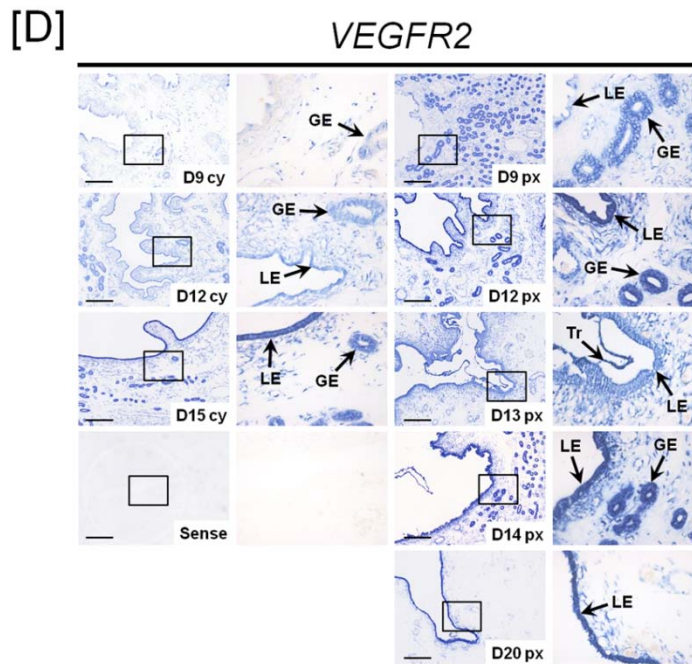 [D]
VEGFR2
D9 cy
GE
D9 px
LE
GE
D12 cy
GE
LE
D12 px
LE
GE
D15 cy
LE
GE
D13 px
Tr
LE
Sense
D14 px
LE
GE
D20 px
LE